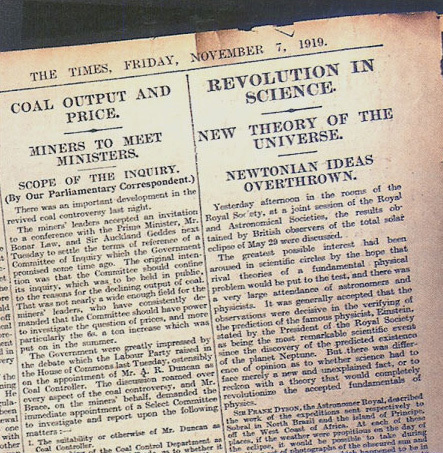 THE TIMES, FRIDAY, NOVEMBER 7, 1919.
COAL OUTPUT AND
PRICE.
MINERS TO MEET
MINISTERS.
SCOPE OF THE INQUIRY.
(By Our Parliamentary Correspondent.)
There was an important development in the
revived coal controversy last night.
The miners' leaders accepted an invitation
to a conference with the Prime Minister, Mr.
Bonar Law, and Sir Auckland Geddes next
Tuesday to settle the terms of reference of a
Committee of Inquiry which the Government
promised some time ago. The original inten-
tion was that the Committee should confine
its inquiry, which was to be held in public,
to the reason for the declining output of coal.
That was not nearly a wide enough field for the
miners' leaders, who have consistently de-
manded that the Committee should have power
to investigate the question of prices, and more
particularly the 6s. a ton increase which was
put on in the summer.
The Government were greatly impressed by
the debate which the Labour Party raised in
the House of Commons last Tuesday, ostensibly
on the appointment of Mr. A. R. Duncan as
Coal Controller. The discussion roamed over
every aspect of the coal controversy, and Mr.
Brace, on the miners' behalf, demanded the
immediate appointment of a Select Committee
to investigate and report upon the following
matters :—
1. The suitability or otherwise of Mr. Duncan as
Coal Controller.
of the Coal Control Department as
REVOLUTION IN
SCIENCE.
NEW THEORY OF THE
UNIVERSE.
NEWTONIAN IDEAS
OVERTHROWN.
Yesterday afternoon in the rooms of the
Royal Society, at a joint session of the Royal
and Astronomical Societies, the results ob-
tained by British observers of the total solar
eclipse of May 29 were discussed.
The greatest possible interest had been
aroused in scientific circles by the hope that
rival theories of a fundamental physical
problem would be put to the test, and there was
a very large attendance of astronomers and
physicists. It was generally accepted that the
observations were decisive in the verifying of
the prediction of the famous physicist, Einstein,
stated by the President of the Royal Society
as being the most remarkable scientific event
since the discovery of the predicted existence
of the planet Neptune. But there was differ-
ence of opinion as to whether science had to
face merely a new and unexplained fact, or to
reckon with a theory that would completely
revolutionize the accepted fundamentals of
physics.
SIR FRANK DYSON, the Astronomer Royal, described
the work of the expeditions sent respectively to
Sobral in North Brazil and the island of Principe,
off the West Coast of Africa. At each of these
places, if the weather were propitious on the day of
the eclipse, it would be possible to take during
of photographs of the obscured sun and